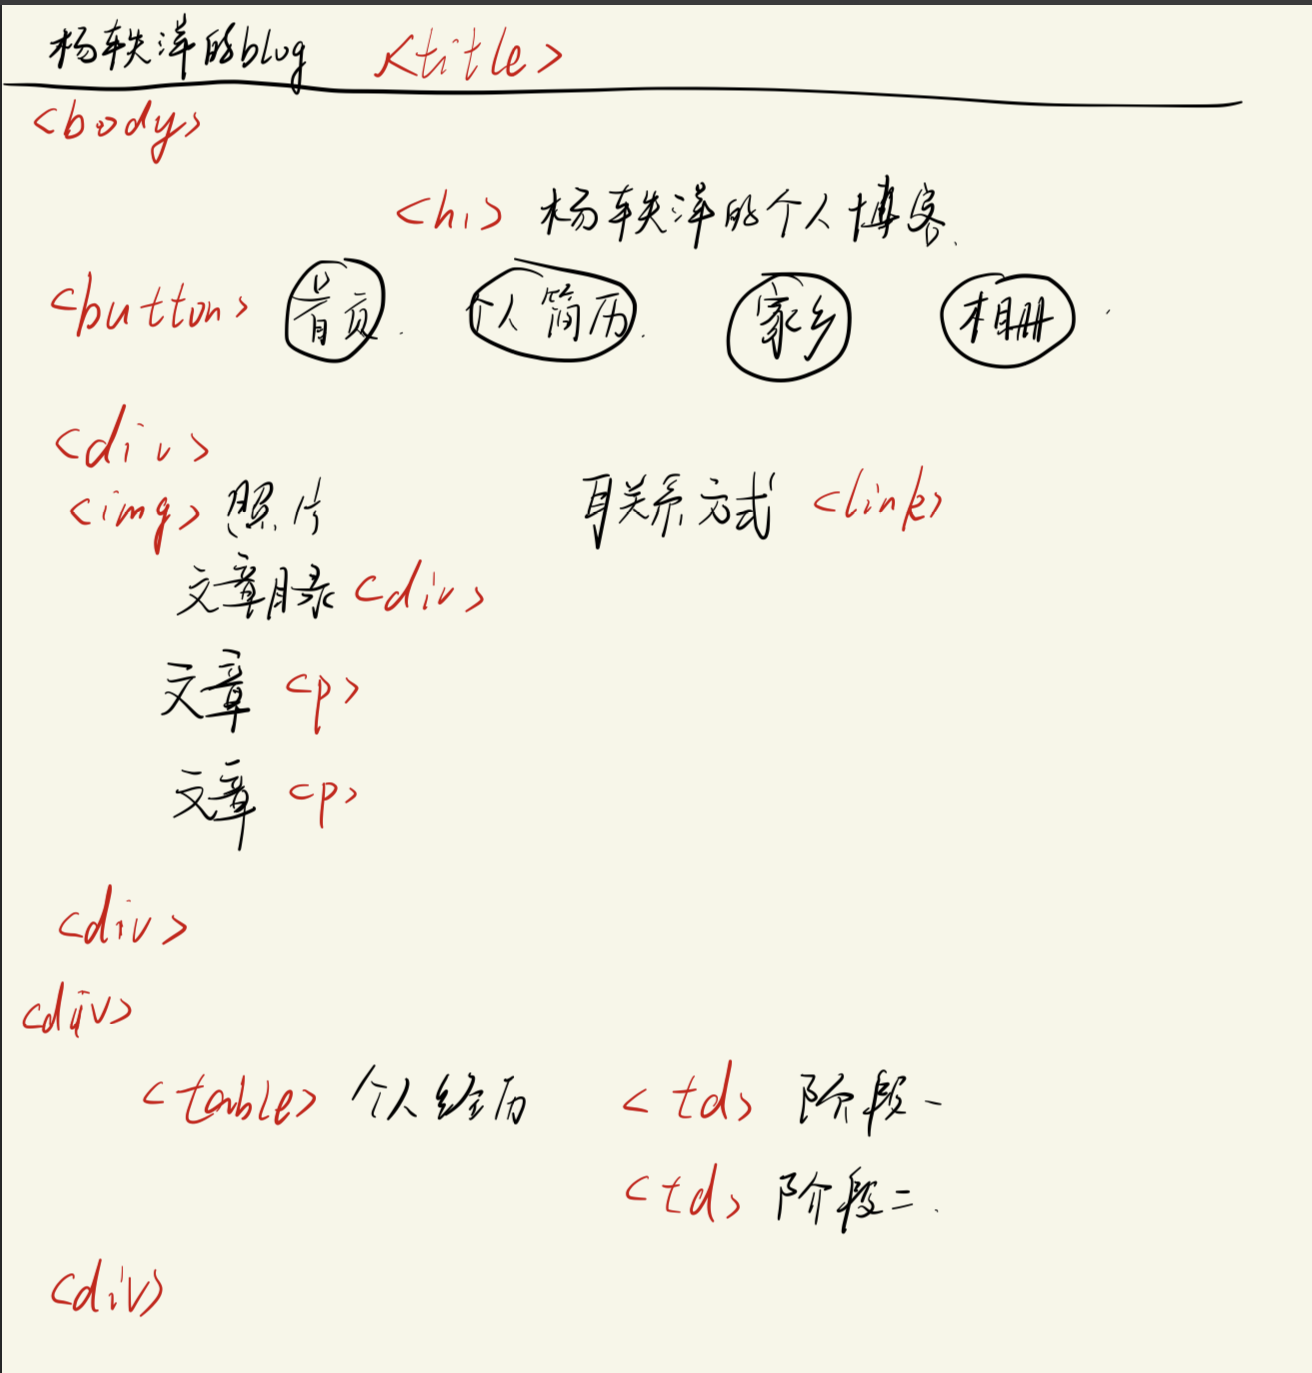 杨轶洋的blog <title>
<body>
<h1> 杨轶洋的个人博客.
<button> 首页. 个人简历. 家乡 相册.
<div>
<img> 照片 联关系方式 <link>
文章目录 <div>
文章 <p>
文章 <p>
<div>
<div>
<table> 个人经历 <td> 阶段一
<td> 阶段二.
<div>